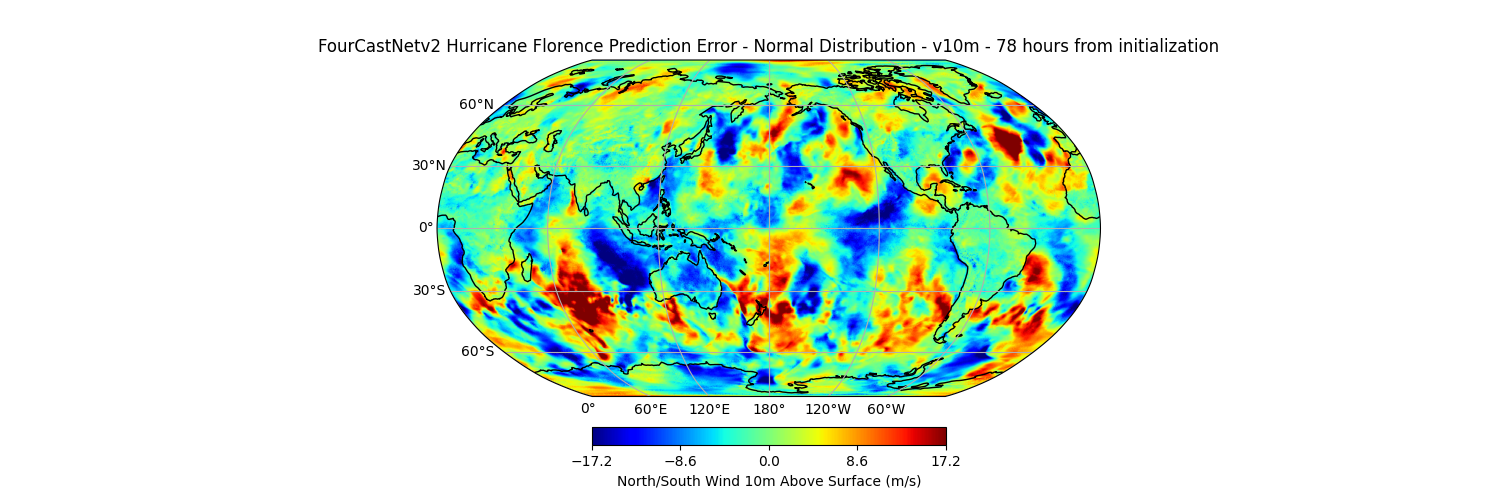 FourCastNetv2 Hurricane Florence Prediction Error - Normal Distribution - v10m - 78 hours from initialization
60°N
30°N
0°
30°S
60°S
0° 60°E 120°E 180° 120°W 60°W
−17.2 −8.6 0.0 8.6 17.2
North/South Wind 10m Above Surface (m/s)